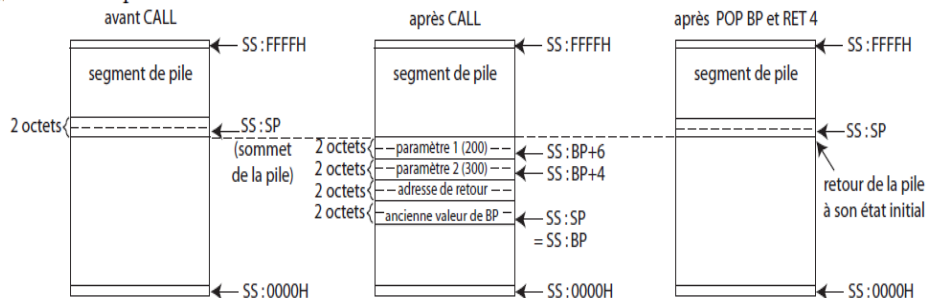 avant CALL
SS:FFFFH
segment de pile
2 octets
SS:SP
(sommet
de la pile)
SS:0000H
après CALL
SS:FFFFH
segment de pile
2 octets
paramètre 1 (200)
SS:BP+6
2 octets
paramètre 2 (300)
SS:BP+4
2 octets
adresse de retour
2 octets
ancienne valeur de BP
SS:SP
= SS:BP
SS:0000H
après POP BP et RET 4
SS:FFFFH
segment de pile
SS:SP
retour de la pile
à son état initial
SS:0000H